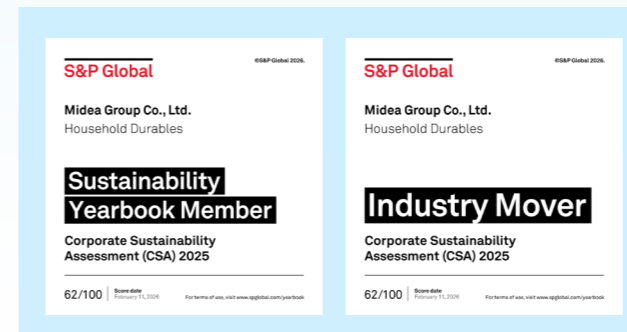 S&P Global
©S&P Global 2026.
Midea Group Co., Ltd.
Household Durables
Sustainability
Yearbook Member
Corporate Sustainability
Assessment (CSA) 2025
62/100
Score date
February 11, 2026
For terms of use, visit www.spglobal.com/yearbook
S&P Global
©S&P Global 2026.
Midea Group Co., Ltd.
Household Durables
Industry Mover
Corporate Sustainability
Assessment (CSA) 2025
62/100
Score date
February 11, 2026
For terms of use, visit www.spglobal.com/yearbook